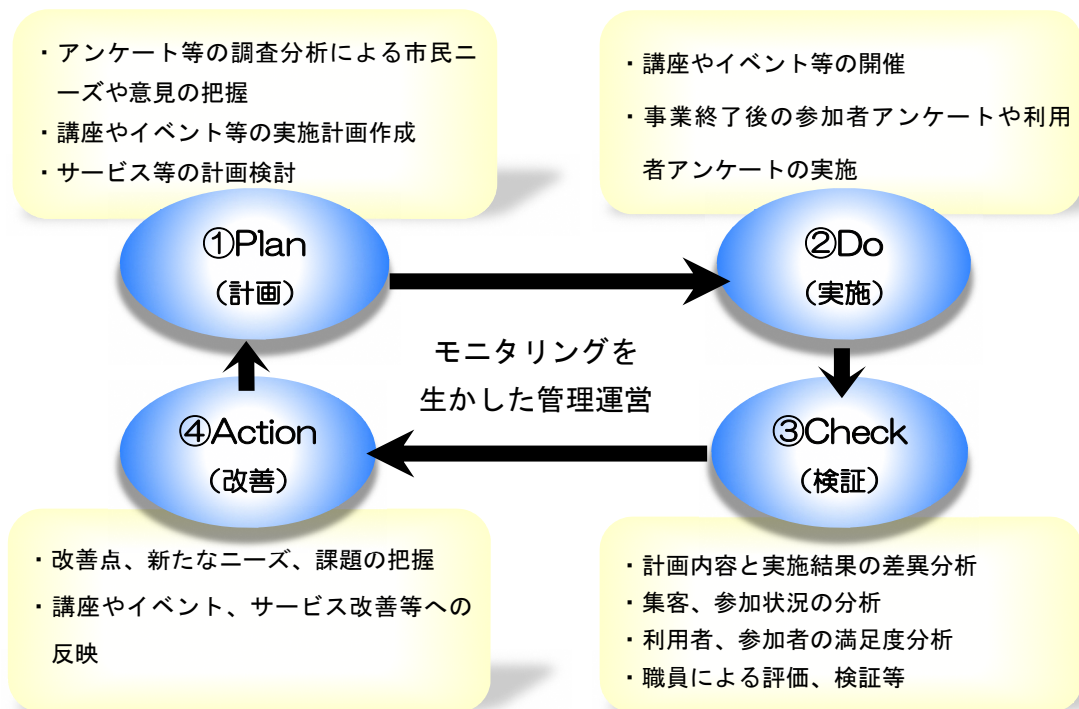 ・アンケート等の調査分析による市民ニ
ーズや意見の把握
・講座やイベント等の実施計画作成
・サービス等の計画検討
・講座やイベント等の開催
・事業終了後の参加者アンケートや利用
者アンケートの実施
①Plan
（計画）
②Do
（実施）
モニタリングを
生かした管理運営
④Action
（改善）
③Check
（検証）
・改善点、新たなニーズ、課題の把握
・講座やイベント、サービス改善等への
反映
・計画内容と実施結果の差異分析
・集客、参加状況の分析
・利用者、参加者の満足度分析
・職員による評価、検証等